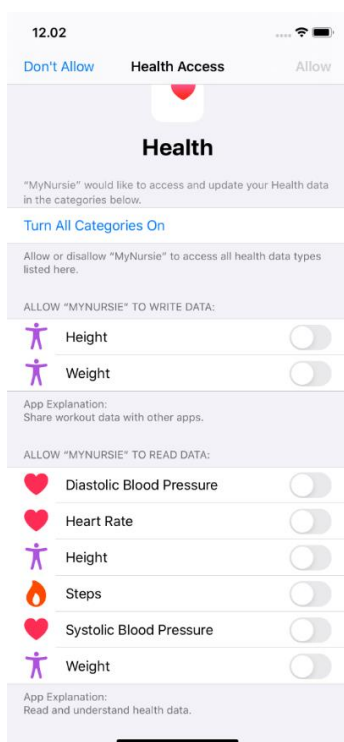 12.02
Don't Allow Health Access Allow
Health
"MyNursie" would like to access and update your Health data
in the categories below.
Turn All Categories On
Allow or disallow "MyNursie" to access all health data types
listed here.
ALLOW "MYNURSIE" TO WRITE DATA:
Height
Weight
App Explanation:
Share workout data with other apps.
ALLOW "MYNURSIE" TO READ DATA:
Diastolic Blood Pressure
Heart Rate
Height
Steps
Systolic Blood Pressure
Weight
App Explanation:
Read and understand health data.